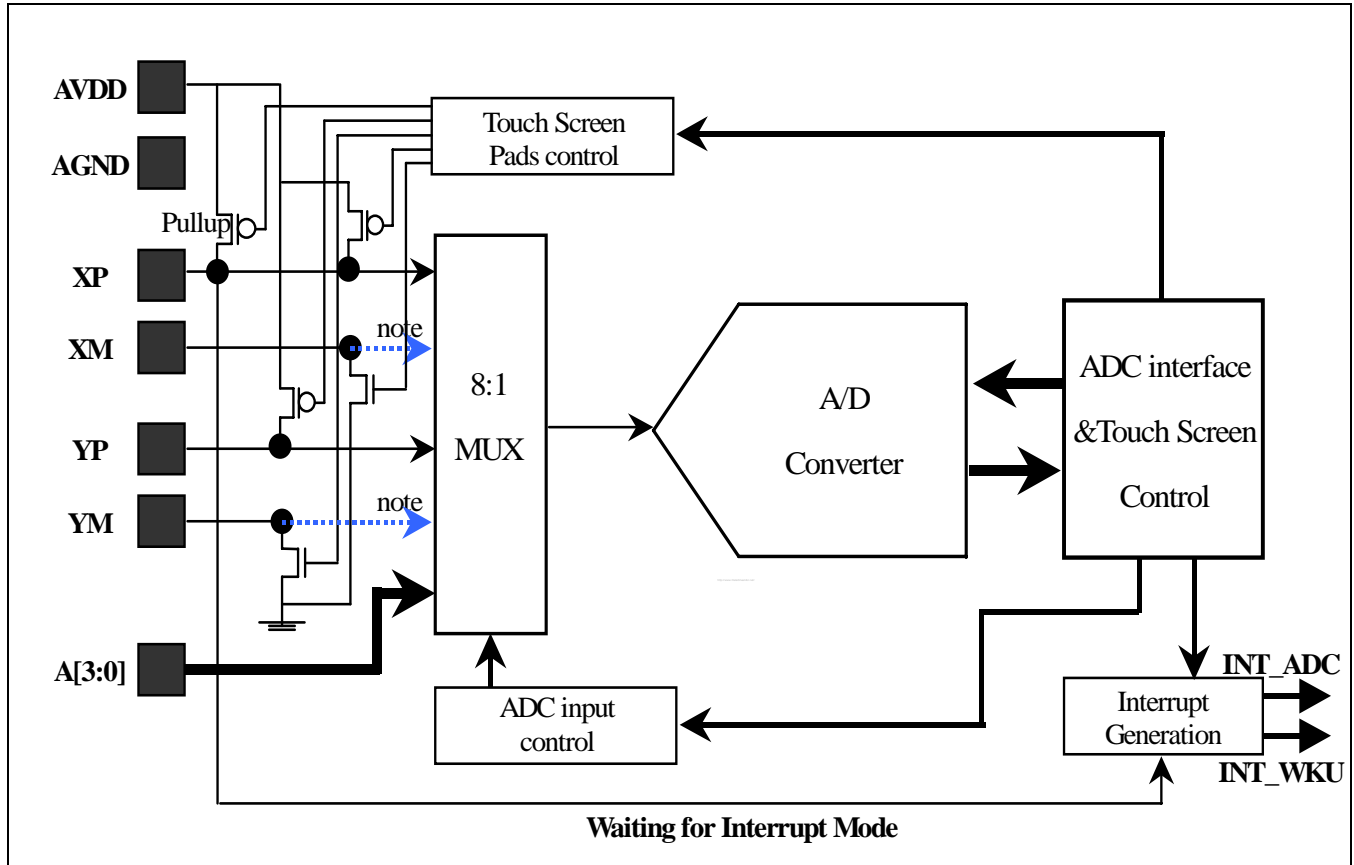 AVDD
AGND
Touch Screen
Pads control
Pullup
XP
XM
note
YP
YM
note
A[3:0]
8:1
MUX
A/D
Converter
ADC interface
&Touch Screen
Control
ADC input
control
Interrupt
Generation
INT_ADC
INT_WKU
Waiting for Interrupt Mode